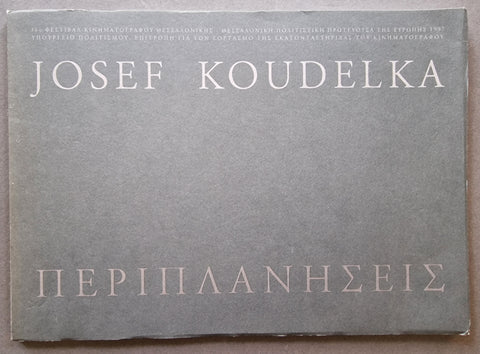 ΦΕΣΤΙΒΑΛ ΚΙΝΗΜΑΤΟΓΡΑΦΟΥ ΘΕΣΣΑΛΟΝΙΚΗΣ · ΘΕΣΣΑΛΟΝΙΚΗ ΠΟΛΙΤΙΣΤΙΚΗ ΠΡΩΤΕΥΟΥΣΑ ΤΗΣ ΕΥΡΩΠΗΣ 1997
ΥΠΟΥΡΓΕΙΟ ΠΟΛΙΤΙΣΜΟΥ, ΕΠΙΤΡΟΠΗ ΓΙΑ ΤΟΝ ΕΟΡΤΑΣΜΟ ΤΗΣ ΕΚΑΤΟΝΤΑΕΤΗΡΙΔΑΣ ΤΟΥ ΚΙΝΗΜΑΤΟΓΡΑΦΟΥ
JOSEF KOUDELKA
ΠΕΡΙΠΛΑΝΗΣΕΙΣ